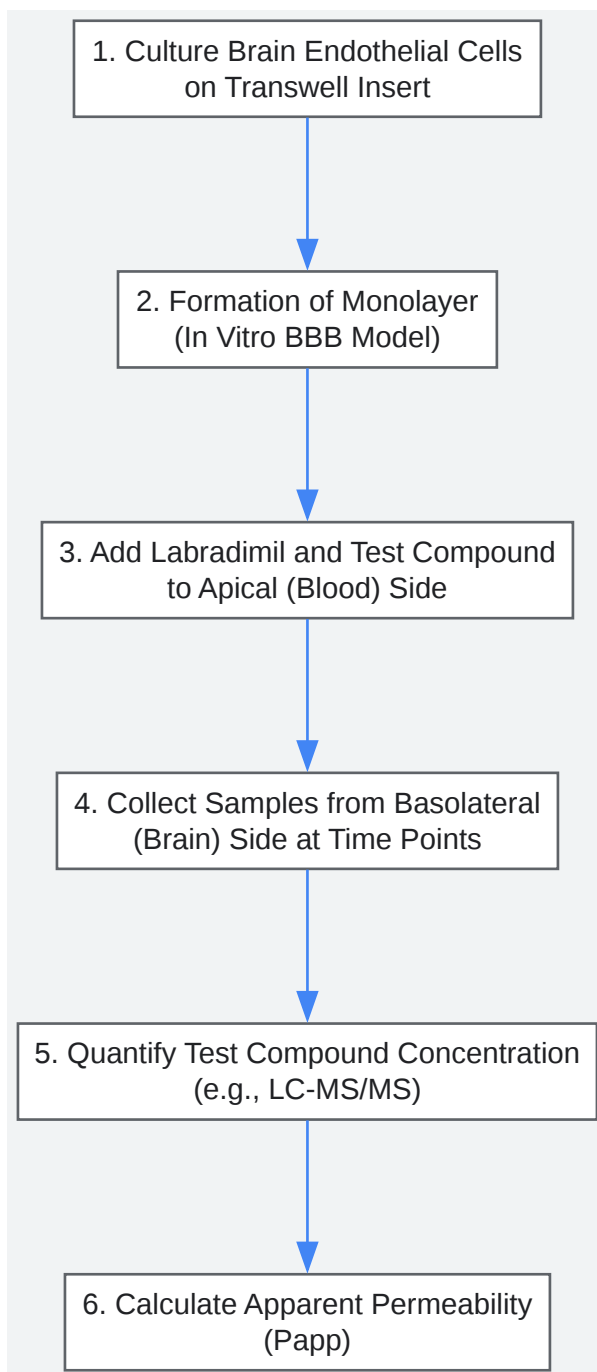 1. Culture Brain Endothelial Cells
on Transwell Insert
2. Formation of Monolayer
(In Vitro BBB Model)
3. Add Labradimil and Test Compound
to Apical (Blood) Side
4. Collect Samples from Basolateral
(Brain) Side at Time Points
5. Quantify Test Compound Concentration
(e.g., LC-MS/MS)
6. Calculate Apparent Permeability
(Papp)